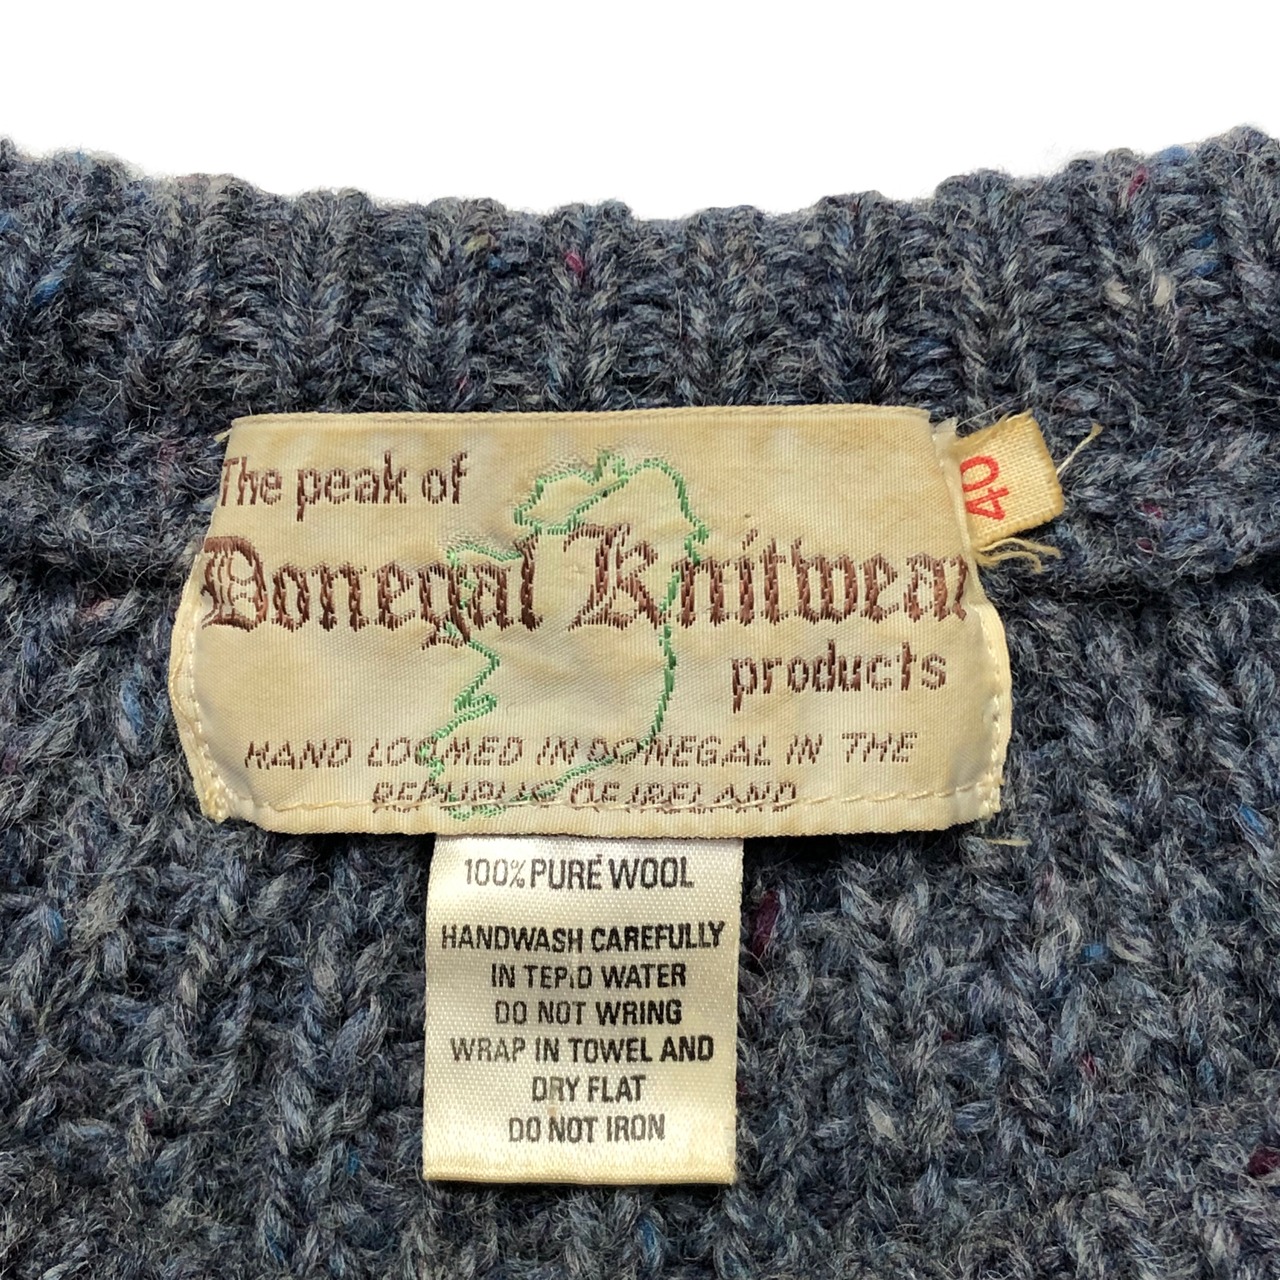 The peak of
Donegal Knitwear
products
HAND LOOMED IN DONEGAL IN THE
REPUBLIC OF IRELAND
40
100% PURE WOOL
HANDWASH CAREFULLY
IN TEPID WATER
DO NOT WRING
WRAP IN TOWEL AND
DRY FLAT
DO NOT IRON